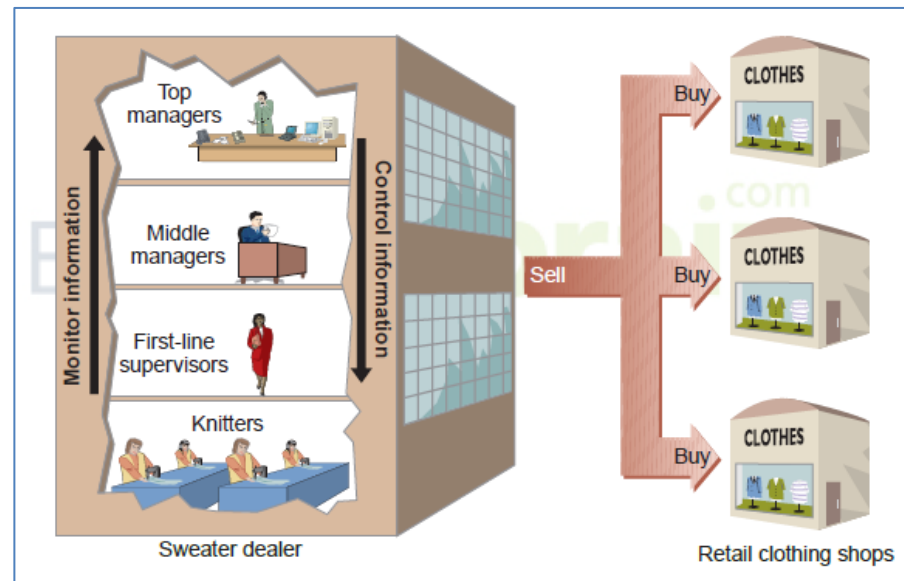 Top
managers
Middle
managers
First-line
supervisors
Knitters
Monitor information
Control information
Sweater dealer
Sell
Buy
Buy
Buy
CLOTHES
CLOTHES
CLOTHES
Retail clothing shops
.com